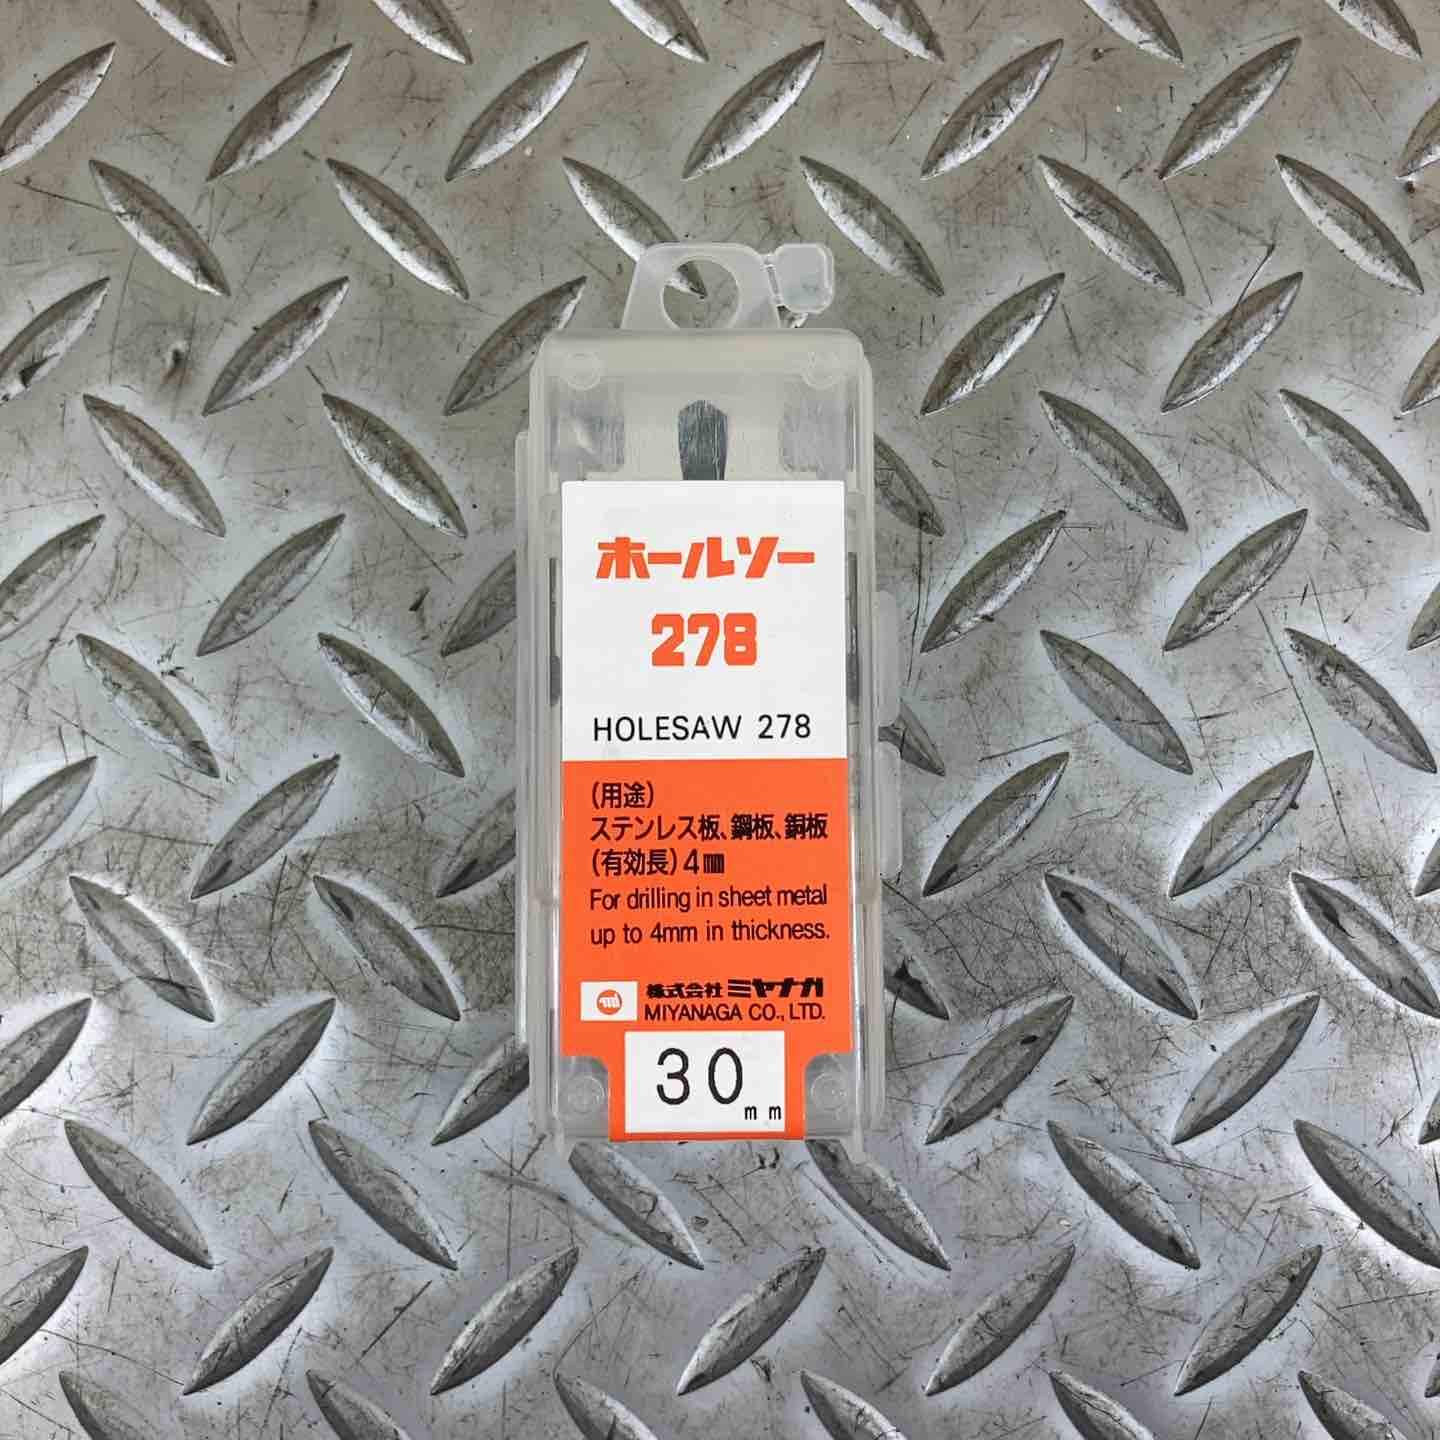 ホールソー
278
HOLESAW 278
(用途)
ステンレス板、鋼板、銅板
(有効長)4㎜
For drilling in sheet metal
up to 4mm in thickness.
株式会社ミヤナガ
MIYANAGA CO., LTD.
30mm